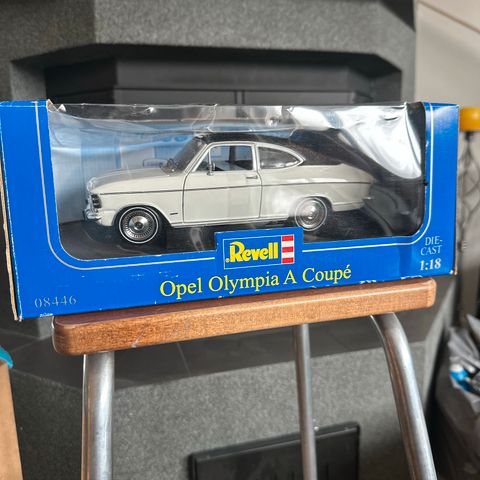 Revell
DIE-
CAST
1:18
Opel Olympia A Coupé
08446